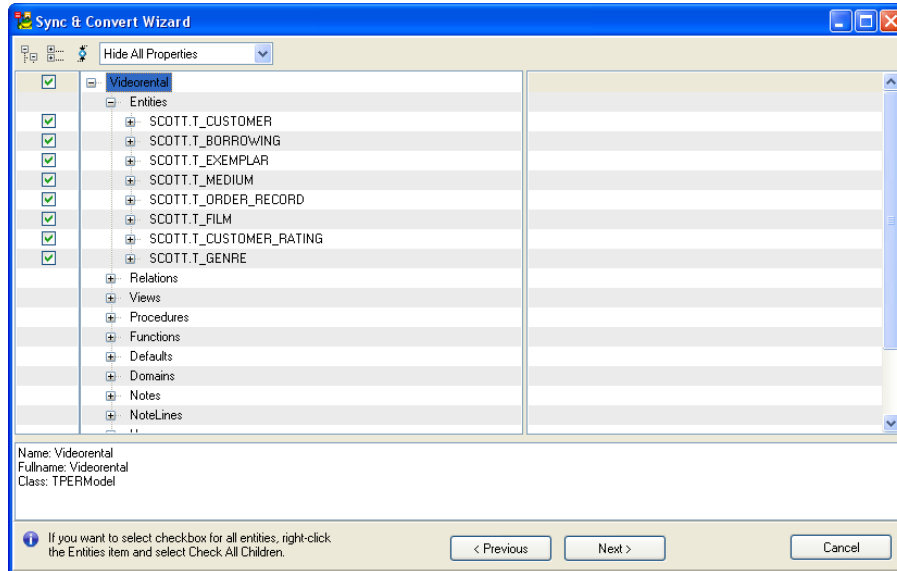 Sync & Convert Wizard
Hide All Properties
Videorental
Entities
SCOTT.T_CUSTOMER
SCOTT.T_BORROWING
SCOTT.T_EXEMPLAR
SCOTT.T_MEDIUM
SCOTT.T_ORDER_RECORD
SCOTT.T_FILM
SCOTT.T_CUSTOMER_RATING
SCOTT.T_GENRE
Relations
Views
Procedures
Functions
Defaults
Domains
Notes
NoteLines
Name: Videorental
Fullname: Videorental
Class: TPERModel
If you want to select checkbox for all entities, right-click
the Entities item and select Check All Children.
< Previous
Next >
Cancel